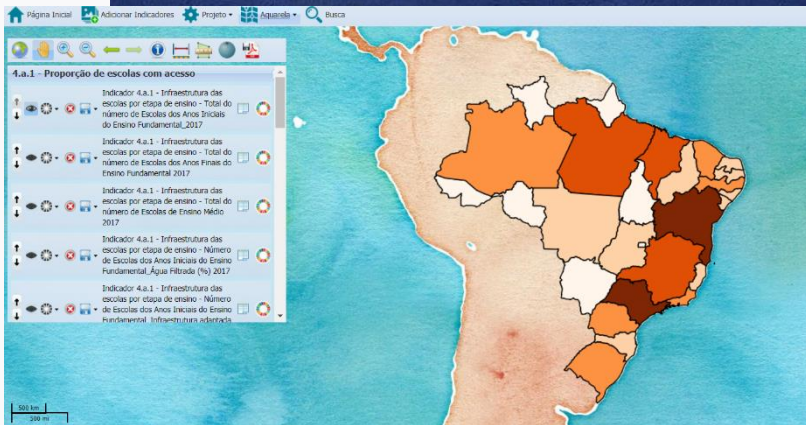 Página Inicial Adicionar Indicadores Projeto Aquarela Busca
4.a.1 - Proporção de escolas com acesso
Indicador 4.a.1 - Infraestrutura das
escolas por etapa de ensino - Total do
número de Escolas dos Anos Iniciais
do Ensino Fundamental_2017
Indicador 4.a.1 - Infraestrutura das
escolas por etapa de ensino - Total do
número de Escolas dos Anos Finais do
Ensino Fundamental 2017
Indicador 4.a.1 - Infraestrutura das
escolas por etapa de ensino - Total do
número de Escolas de Ensino Médio
2017
Indicador 4.a.1 - Infraestrutura das
escolas por etapa de ensino - Número
de Escolas dos Anos Iniciais do Ensino
Fundamental_Água Filtrada (%) 2017
Indicador 4.a.1 - Infraestrutura das
escolas por etapa de ensino - Número
de Escolas dos Anos Iniciais do Ensino
Fundamental_Infraestrutura adaptada
500 km
500 mi